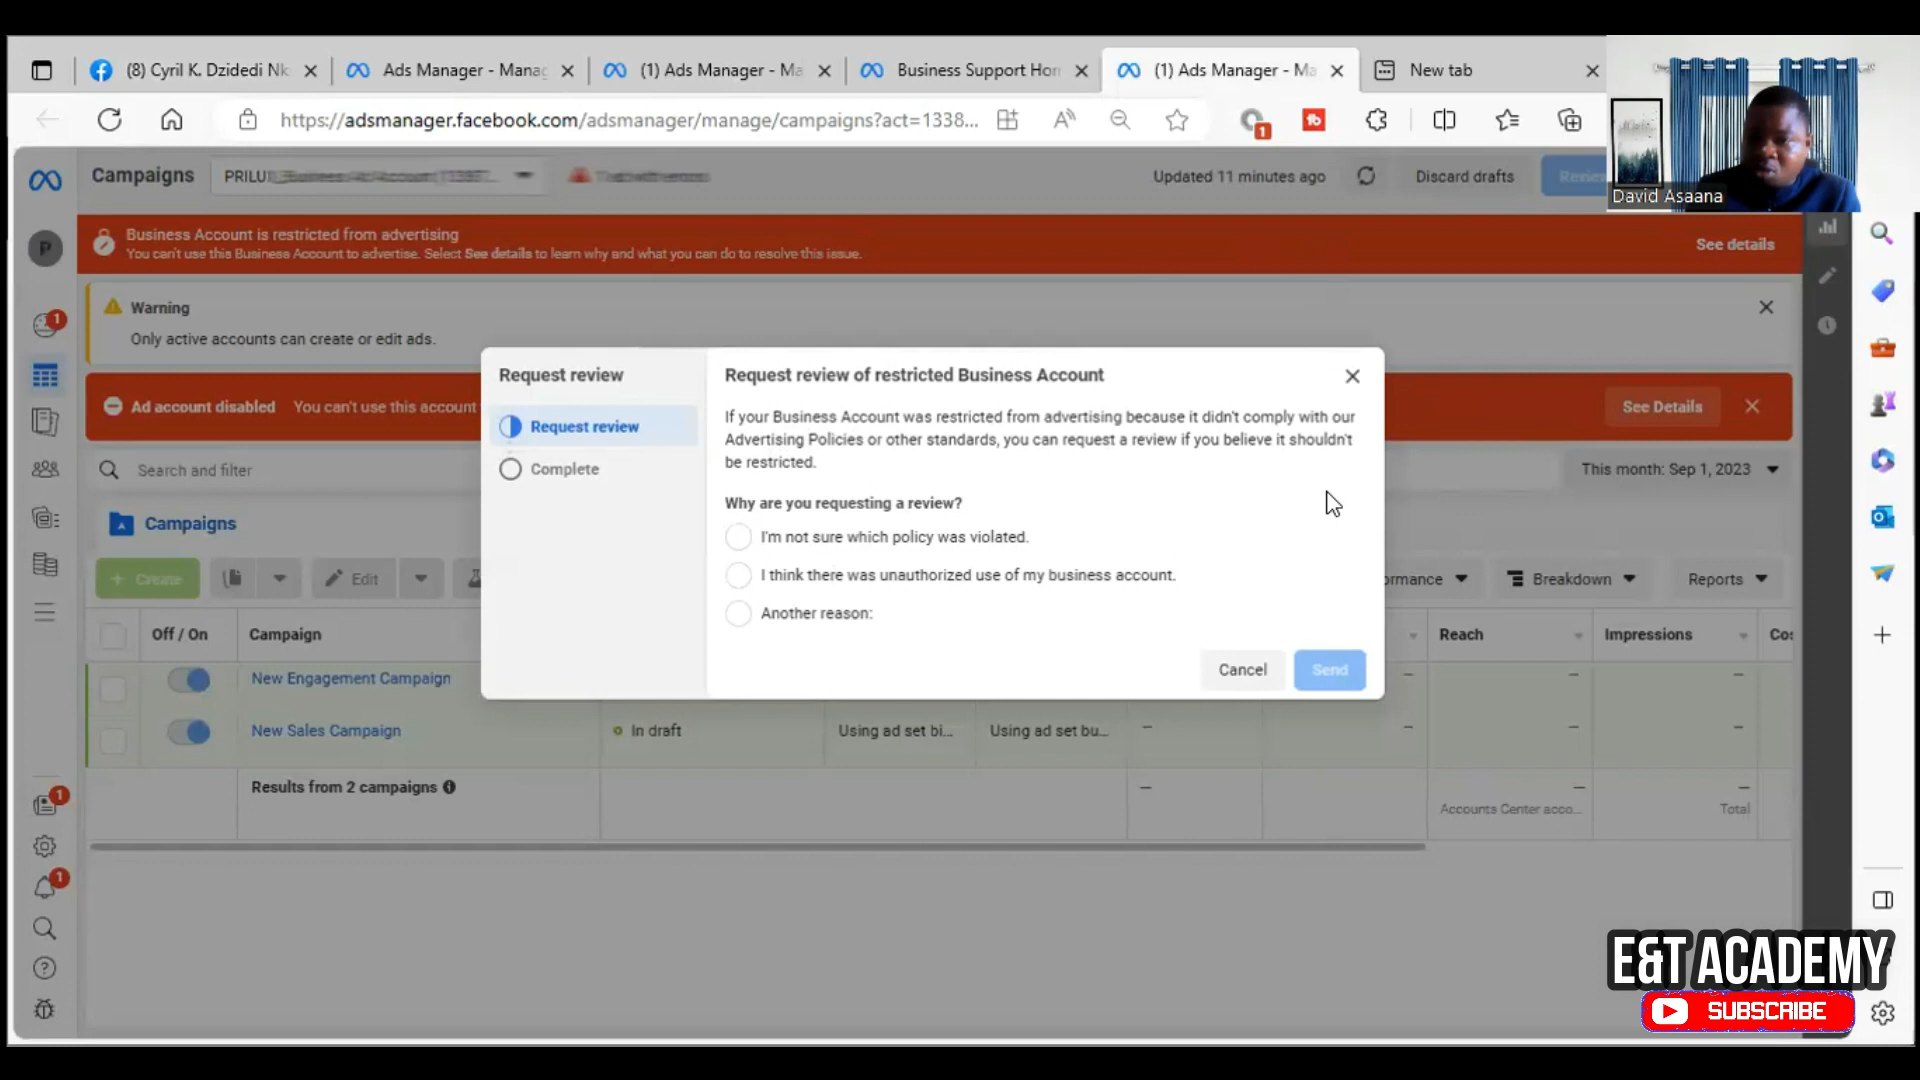 (8) Cyril K. Dzidedi Nk
Ads Manager - Manag
(1) Ads Manager - Ma
Business Support Hom
(1) Ads Manager - Ma
New tab
https://adsmanager.facebook.com/adsmanager/manage/campaigns?act=1338...
1
David Asaana
Campaigns
PRILU
Updated 11 minutes ago
Discard drafts
Review
P
Business Account is restricted from advertising
You can't use this Business Account to advertise. Select See details to learn why and what you can do to resolve this issue.
See details
Warning
Only active accounts can create or edit ads.
1
Ad account disabled
You can't use this account
See Details
Search and filter
This month: Sep 1, 2023
Request review
Request review
Complete
Request review of restricted Business Account
If your Business Account was restricted from advertising because it didn't comply with our
Advertising Policies or other standards, you can request a review if you believe it shouldn't
be restricted.
Why are you requesting a review?
I'm not sure which policy was violated.
I think there was unauthorized use of my business account.
Another reason:
Cancel
Send
Campaigns
+ Create
Edit
ormance
Breakdown
Reports
Off / On
Campaign
Reach
Impressions
Cos
New Engagement Campaign
–
–
New Sales Campaign
In draft
Using ad set bi...
Using ad set bu...
–
–
–
–
Results from 2 campaigns
–
–
–
Accounts Center acco...
Total
1
1
E&T ACADEMY
SUBSCRIBE